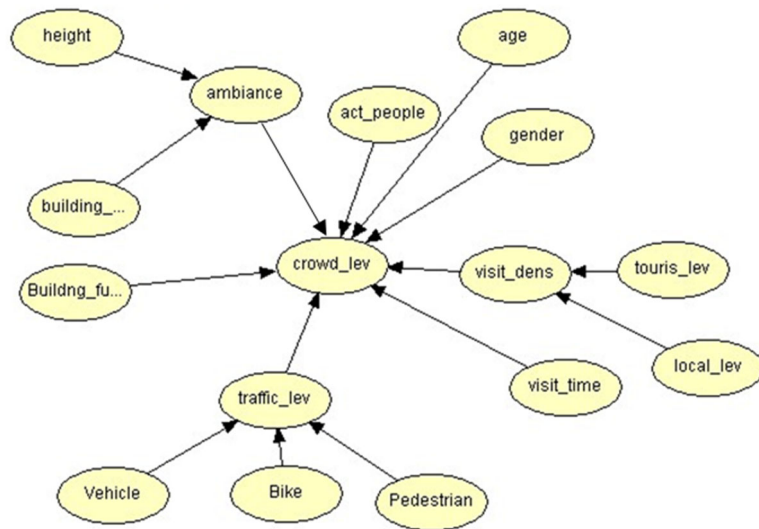 height
age
ambiance
act_people
gender
building_...
crowd_lev
visit_dens
touris_lev
Buildng_fu...
local_lev
visit_time
traffic_lev
Vehicle
Bike
Pedestrian